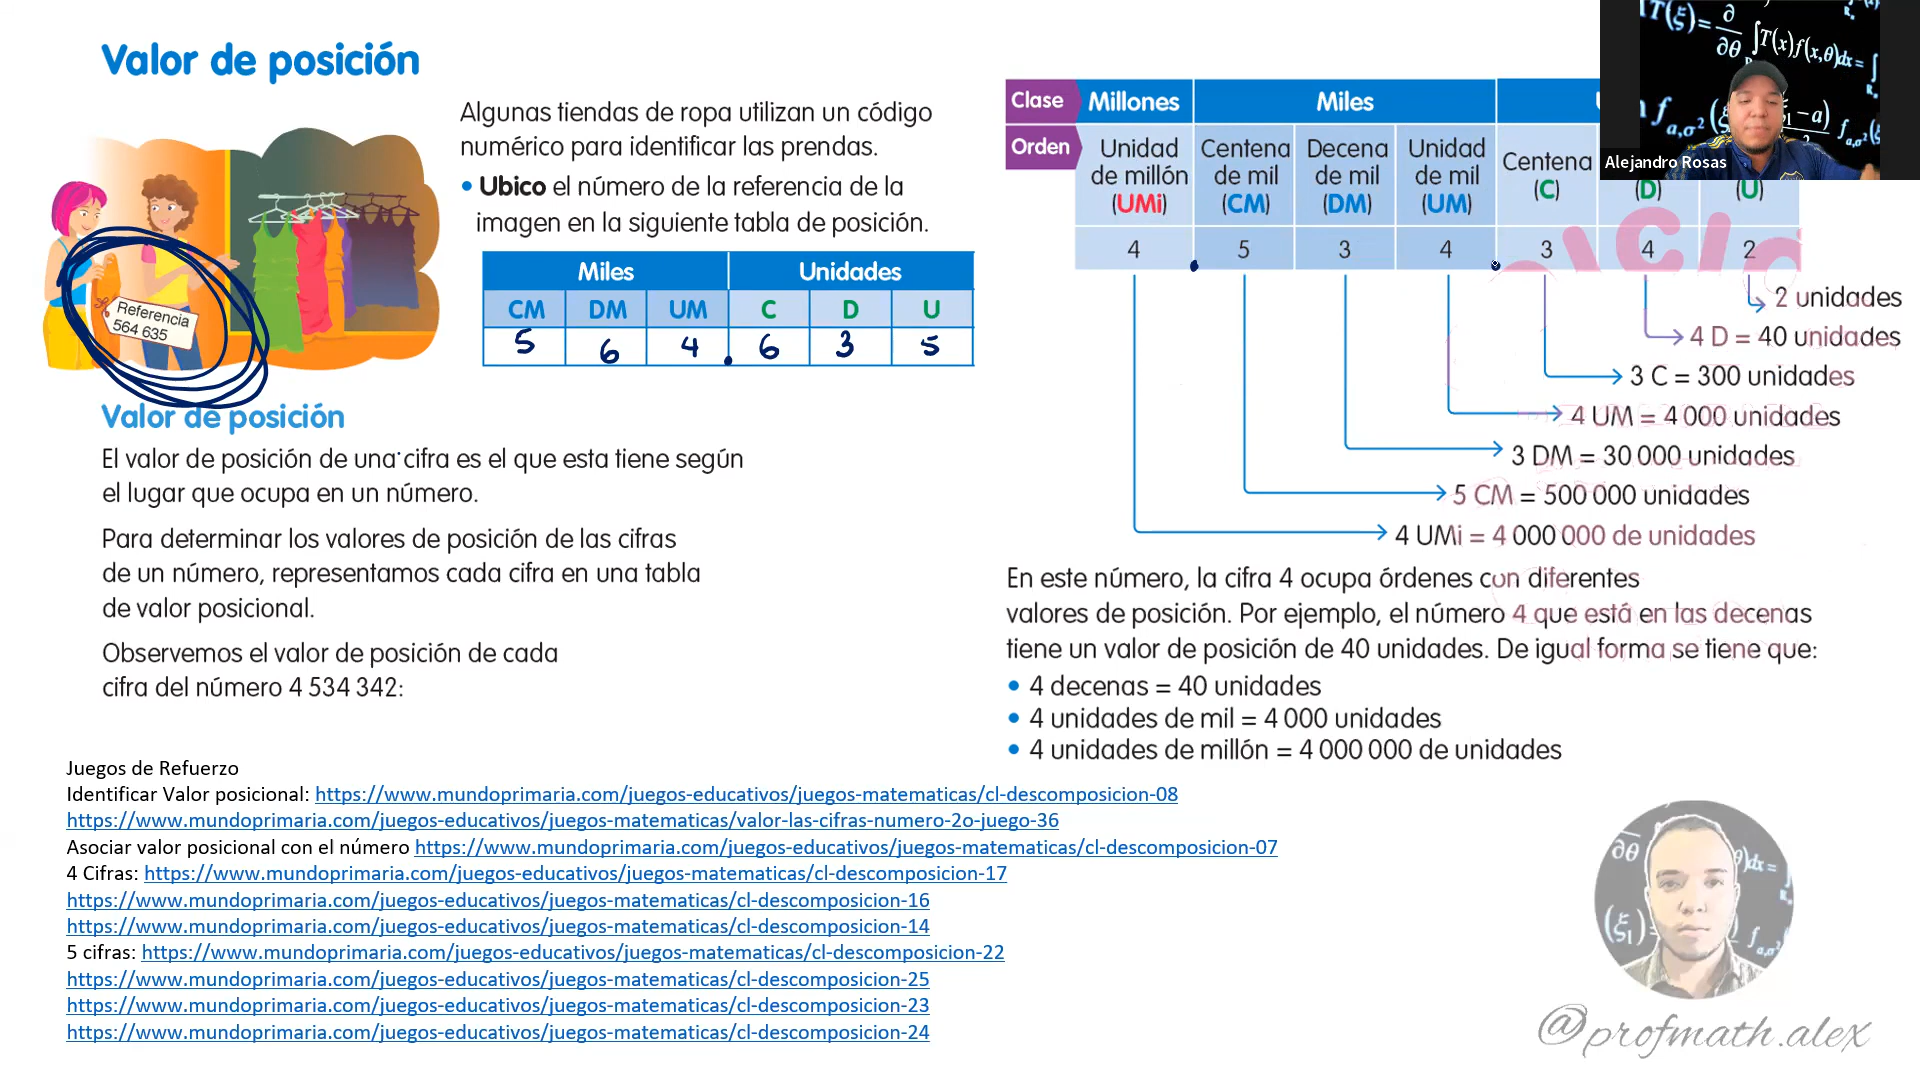 Valor de posición
Algunas tiendas de ropa utilizan un código
numérico para identificar las prendas.
• Ubico el número de la referencia de la
imagen en la siguiente tabla de posición.
Referencia
564 635
Miles Unidades
CM DM UM C D U
5 6 4 . 6 3 5
Valor de posición
El valor de posición de una cifra es el que esta tiene según
el lugar que ocupa en un número.
Para determinar los valores de posición de las cifras
de un número, representamos cada cifra en una tabla
de valor posicional.
Observemos el valor de posición de cada
cifra del número 4 534 342:
Clase Millones Miles
Orden Unidad de millón (UMi) Centena de mil (CM) Decena de mil (DM) Unidad de mil (UM) Centena (C) (D) (U)
4 5 3 4 3 4 2
2 unidades
4 D = 40 unidades
3 C = 300 unidades
4 UM = 4 000 unidades
3 DM = 30 000 unidades
5 CM = 500 000 unidades
4 UMi = 4 000 000 de unidades
En este número, la cifra 4 ocupa órdenes con diferentes
valores de posición. Por ejemplo, el número 4 que está en las decenas
tiene un valor de posición de 40 unidades. De igual forma se tiene que:
• 4 decenas = 40 unidades
• 4 unidades de mil = 4 000 unidades
• 4 unidades de millón = 4 000 000 de unidades
Alejandro Rosas
Juegos de Refuerzo
Identificar Valor posicional: https://www.mundoprimaria.com/juegos-educativos/juegos-matematicas/cl-descomposicion-08
https://www.mundoprimaria.com/juegos-educativos/juegos-matematicas/valor-las-cifras-numero-2o-juego-36
Asociar valor posicional con el número https://www.mundoprimaria.com/juegos-educativos/juegos-matematicas/cl-descomposicion-07
4 Cifras: https://www.mundoprimaria.com/juegos-educativos/juegos-matematicas/cl-descomposicion-17
https://www.mundoprimaria.com/juegos-educativos/juegos-matematicas/cl-descomposicion-16
https://www.mundoprimaria.com/juegos-educativos/juegos-matematicas/cl-descomposicion-14
5 cifras: https://www.mundoprimaria.com/juegos-educativos/juegos-matematicas/cl-descomposicion-22
https://www.mundoprimaria.com/juegos-educativos/juegos-matematicas/cl-descomposicion-25
https://www.mundoprimaria.com/juegos-educativos/juegos-matematicas/cl-descomposicion-23
https://www.mundoprimaria.com/juegos-educativos/juegos-matematicas/cl-descomposicion-24
@profmath.alex